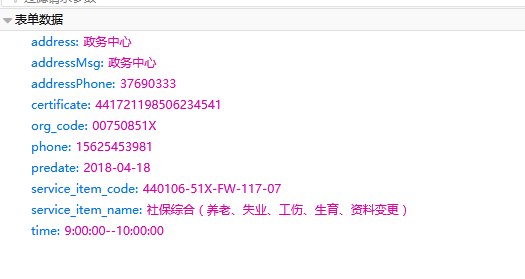 表单数据
address: 政务中心
addressMsg: 政务中心
addressPhone: 37690333
certificate: 441721198506234541
org_code: 00750851X
phone: 15625453981
predate: 2018-04-18
service_item_code: 440106-51X-FW-117-07
service_item_name: 社保综合（养老、失业、工伤、生育、资料变更）
time: 9:00:00--10:00:00